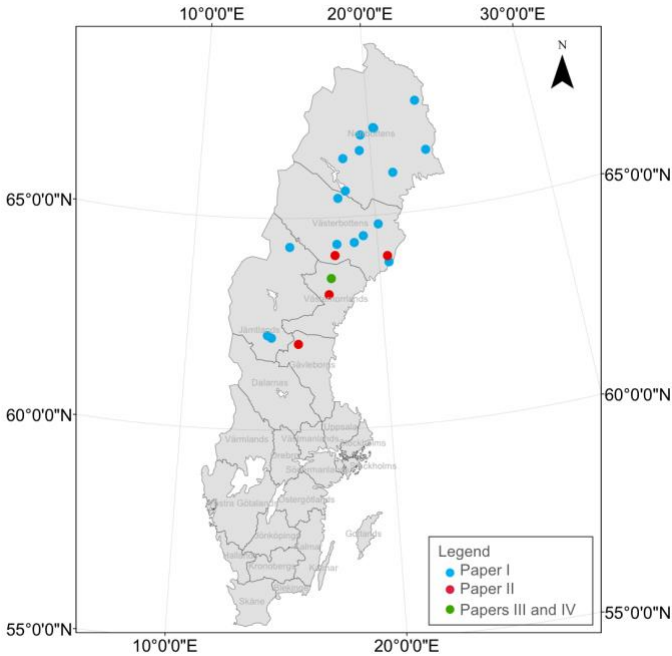 10°0'0"E 20°0'0"E 30°0'0"E
N
Norrbottens
65°0'0"N 65°0'0"N
Västerbottens
Västernorrlands
Jämtlands
Gävleborgs
Dalarnas
60°0'0"N 60°0'0"N
Uppsala
Värmlands Västmanlands
Stockholms
Örebro
Stockholms
Södermanlands
Västra Götalands Östergötlands
Gotlands
Jönköpings
Kalmar
Hallands
Kronobergs Kalmar
Blekinge
Skåne
Legend
Paper I
Paper II
Papers III and IV
55°0'0"N 55°0'0"N
10°0'0"E 20°0'0"E